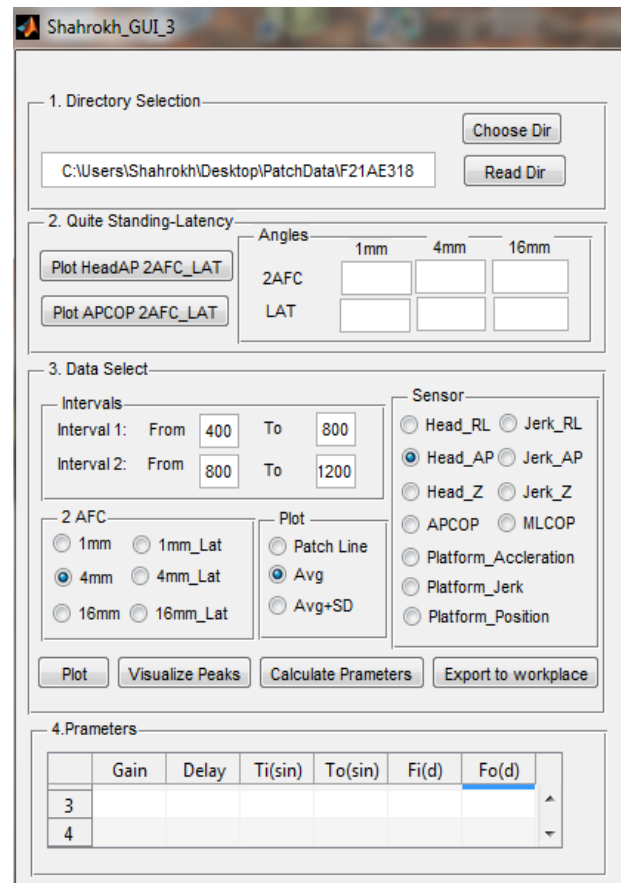 Shahrokh_GUI_3
1. Directory Selection
Choose Dir
C:\Users\Shahrokh\Desktop\PatchData\F21AE318
Read Dir
2. Quite Standing-Latency
Angles
1mm 4mm 16mm
Plot HeadAP 2AFC_LAT
2AFC
Plot APCOP 2AFC_LAT
LAT
3. Data Select
Intervals
Interval 1: From 400 To 800
Interval 2: From 800 To 1200
Sensor
Head_RL Jerk_RL
Head_AP Jerk_AP
Head_Z Jerk_Z
APCOP MLCOP
Platform_Accleration
Platform_Jerk
Platform_Position
2 AFC
1mm 1mm_Lat
4mm 4mm_Lat
16mm 16mm_Lat
Plot
Patch Line
Avg
Avg+SD
Plot Visualize Peaks Calculate Prameters Export to workplace
4.Prameters
Gain Delay Ti(sin) To(sin) Fi(d) Fo(d)
3
4